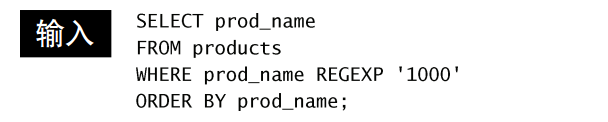 输入
SELECT prod_name
FROM products
WHERE prod_name REGEXP '1000'
ORDER BY prod_name;